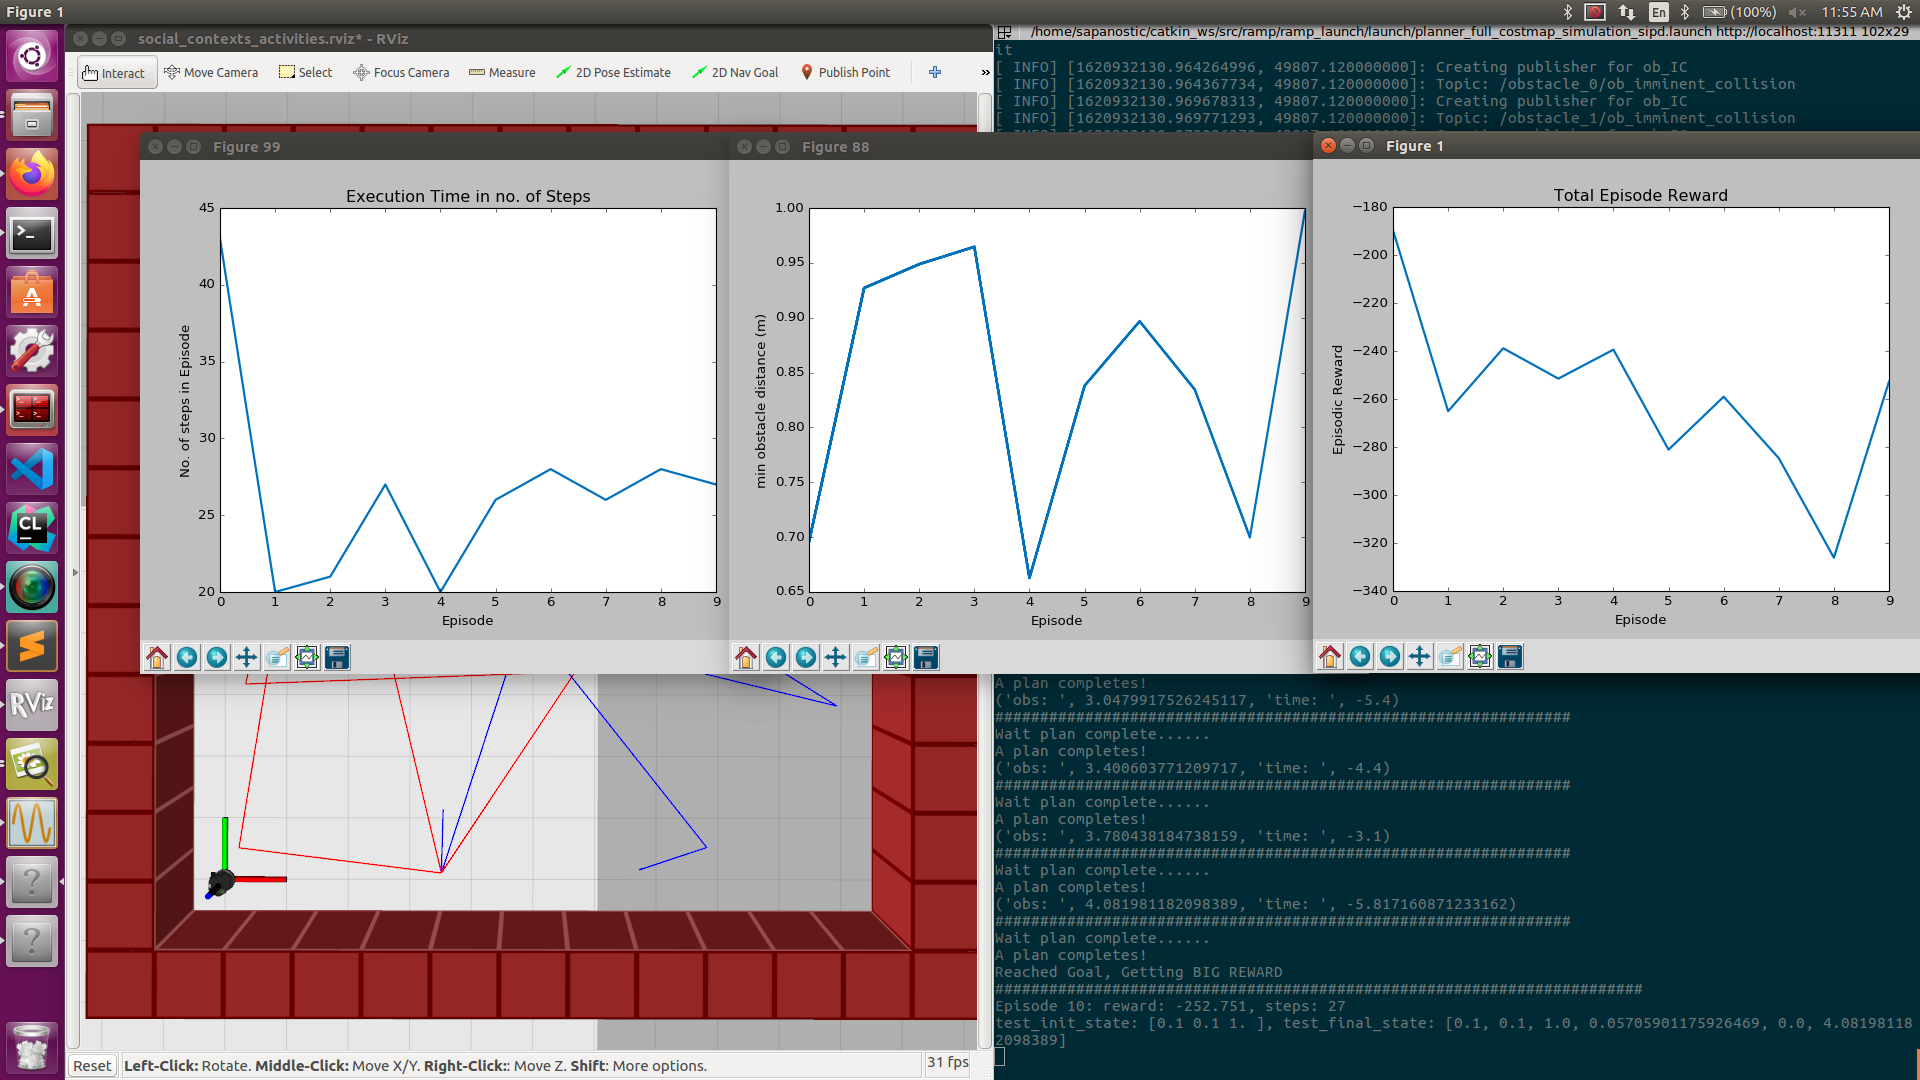 Figure 1
En
(100%)
11:55 AM
social_contexts_activities.rviz* - RViz
/home/sapanostic/catkin_ws/src/ramp/ramp_launch/launch/planner_full_costmap_simulation_sipd.launch http://localhost:11311 102x29
Interact
Move Camera
Select
Focus Camera
Measure
2D Pose Estimate
2D Nav Goal
Publish Point
»
it
[ INFO] [1620932130.964264996, 49807.120000000]: Creating publisher for ob_IC
[ INFO] [1620932130.964367734, 49807.120000000]: Topic: /obstacle_0/ob_imminent_collision
[ INFO] [1620932130.969678313, 49807.120000000]: Creating publisher for ob_IC
[ INFO] [1620932130.969771293, 49807.120000000]: Topic: /obstacle_1/ob_imminent_collision
Figure 99
Execution Time in no. of Steps
45
40
35
30
25
20
No. of steps in Episode
0 1 2 3 4 5 6 7 8 9
Episode
Figure 88
1.00
0.95
0.90
0.85
0.80
0.75
0.70
0.65
min obstacle distance (m)
0 1 2 3 4 5 6 7 8 9
Episode
Figure 1
Total Episode Reward
−180
−200
−220
−240
−260
−280
−300
−320
−340
Episodic Reward
0 1 2 3 4 5 6 7 8 9
Episode
CL
RViz
A plan completes!
('obs: ', 3.0479917526245117, 'time: ', -5.4)
################################################################
Wait plan complete......
A plan completes!
('obs: ', 3.400603771209717, 'time: ', -4.4)
################################################################
Wait plan complete......
A plan completes!
('obs: ', 3.780438184738159, 'time: ', -3.1)
################################################################
Wait plan complete......
A plan completes!
('obs: ', 4.081981182098389, 'time: ', -5.817160871233162)
################################################################
Wait plan complete......
A plan completes!
Reached Goal, Getting BIG REWARD
########################################################################
Episode 10: reward: -252.751, steps: 27
test_init_state: [0.1 0.1 1. ], test_final_state: [0.1, 0.1, 1.0, 0.05705901175926469, 0.0, 4.08198118
2098389]
Reset
Left-Click: Rotate. Middle-Click: Move X/Y. Right-Click:: Move Z. Shift: More options.
31 fps